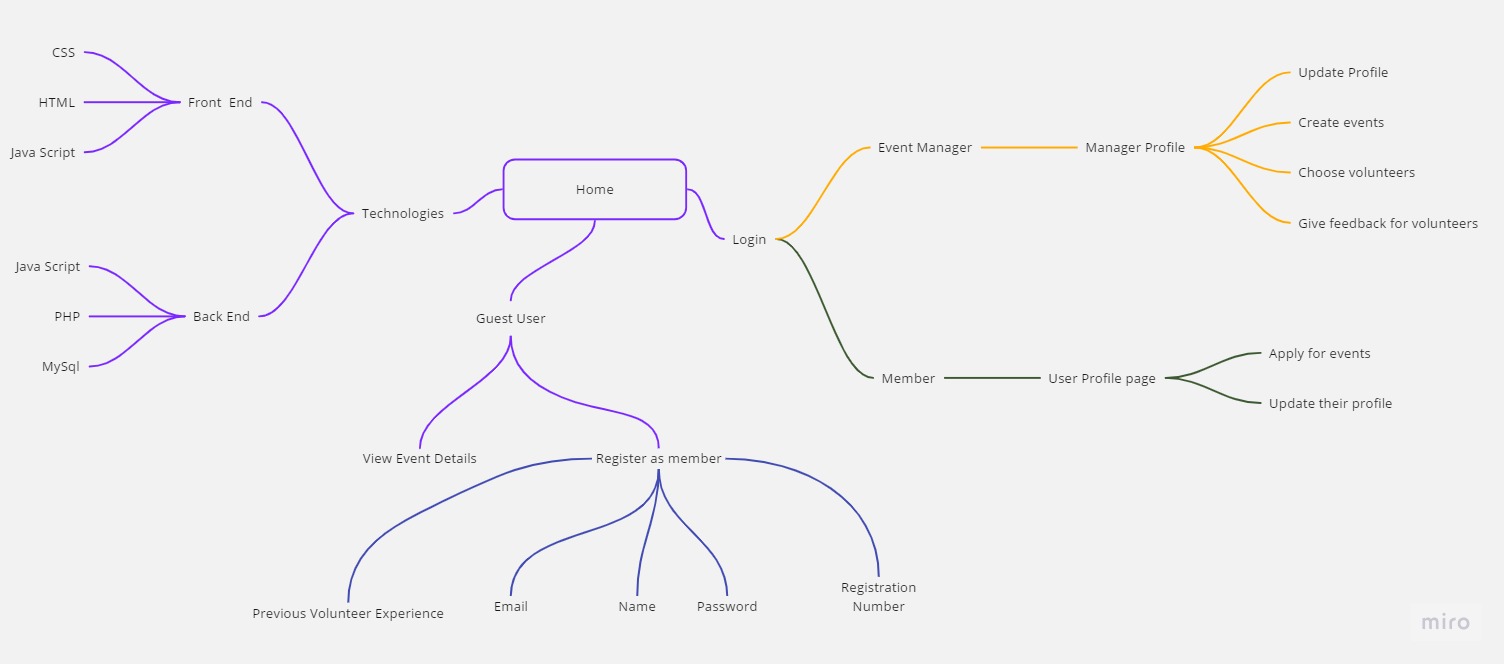 CSS
HTML
Java Script
Front  End
Java Script
PHP
MySql
Back End
Technologies
Home
Guest User
View Event Details
Register as member
Previous Volunteer Experience
Email
Name
Password
Registration
Number
Login
Event Manager
Manager Profile
Update Profile
Create events
Choose volunteers
Give feedback for volunteers
Member
User Profile page
Apply for events
Update their profile
miro